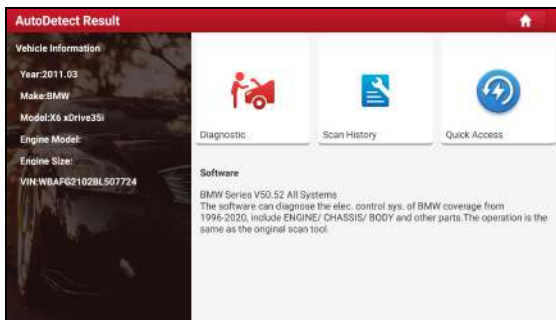 AutoDetect Result
Vehicle Information
Year:2011.03
Make:BMW
Model:X6 xDrive35i
Engine Model:
Engine Size:
VIN:WBAFG2102BL507724
Diagnostic
Scan History
Quick Access
Software
BMW Series V50.52 All Systems
The software can diagnose the elec. control sys. of BMW coverage from
1996-2020, include ENGINE/ CHASSIS/ BODY and other parts.The operation is the
same as the original scan tool.